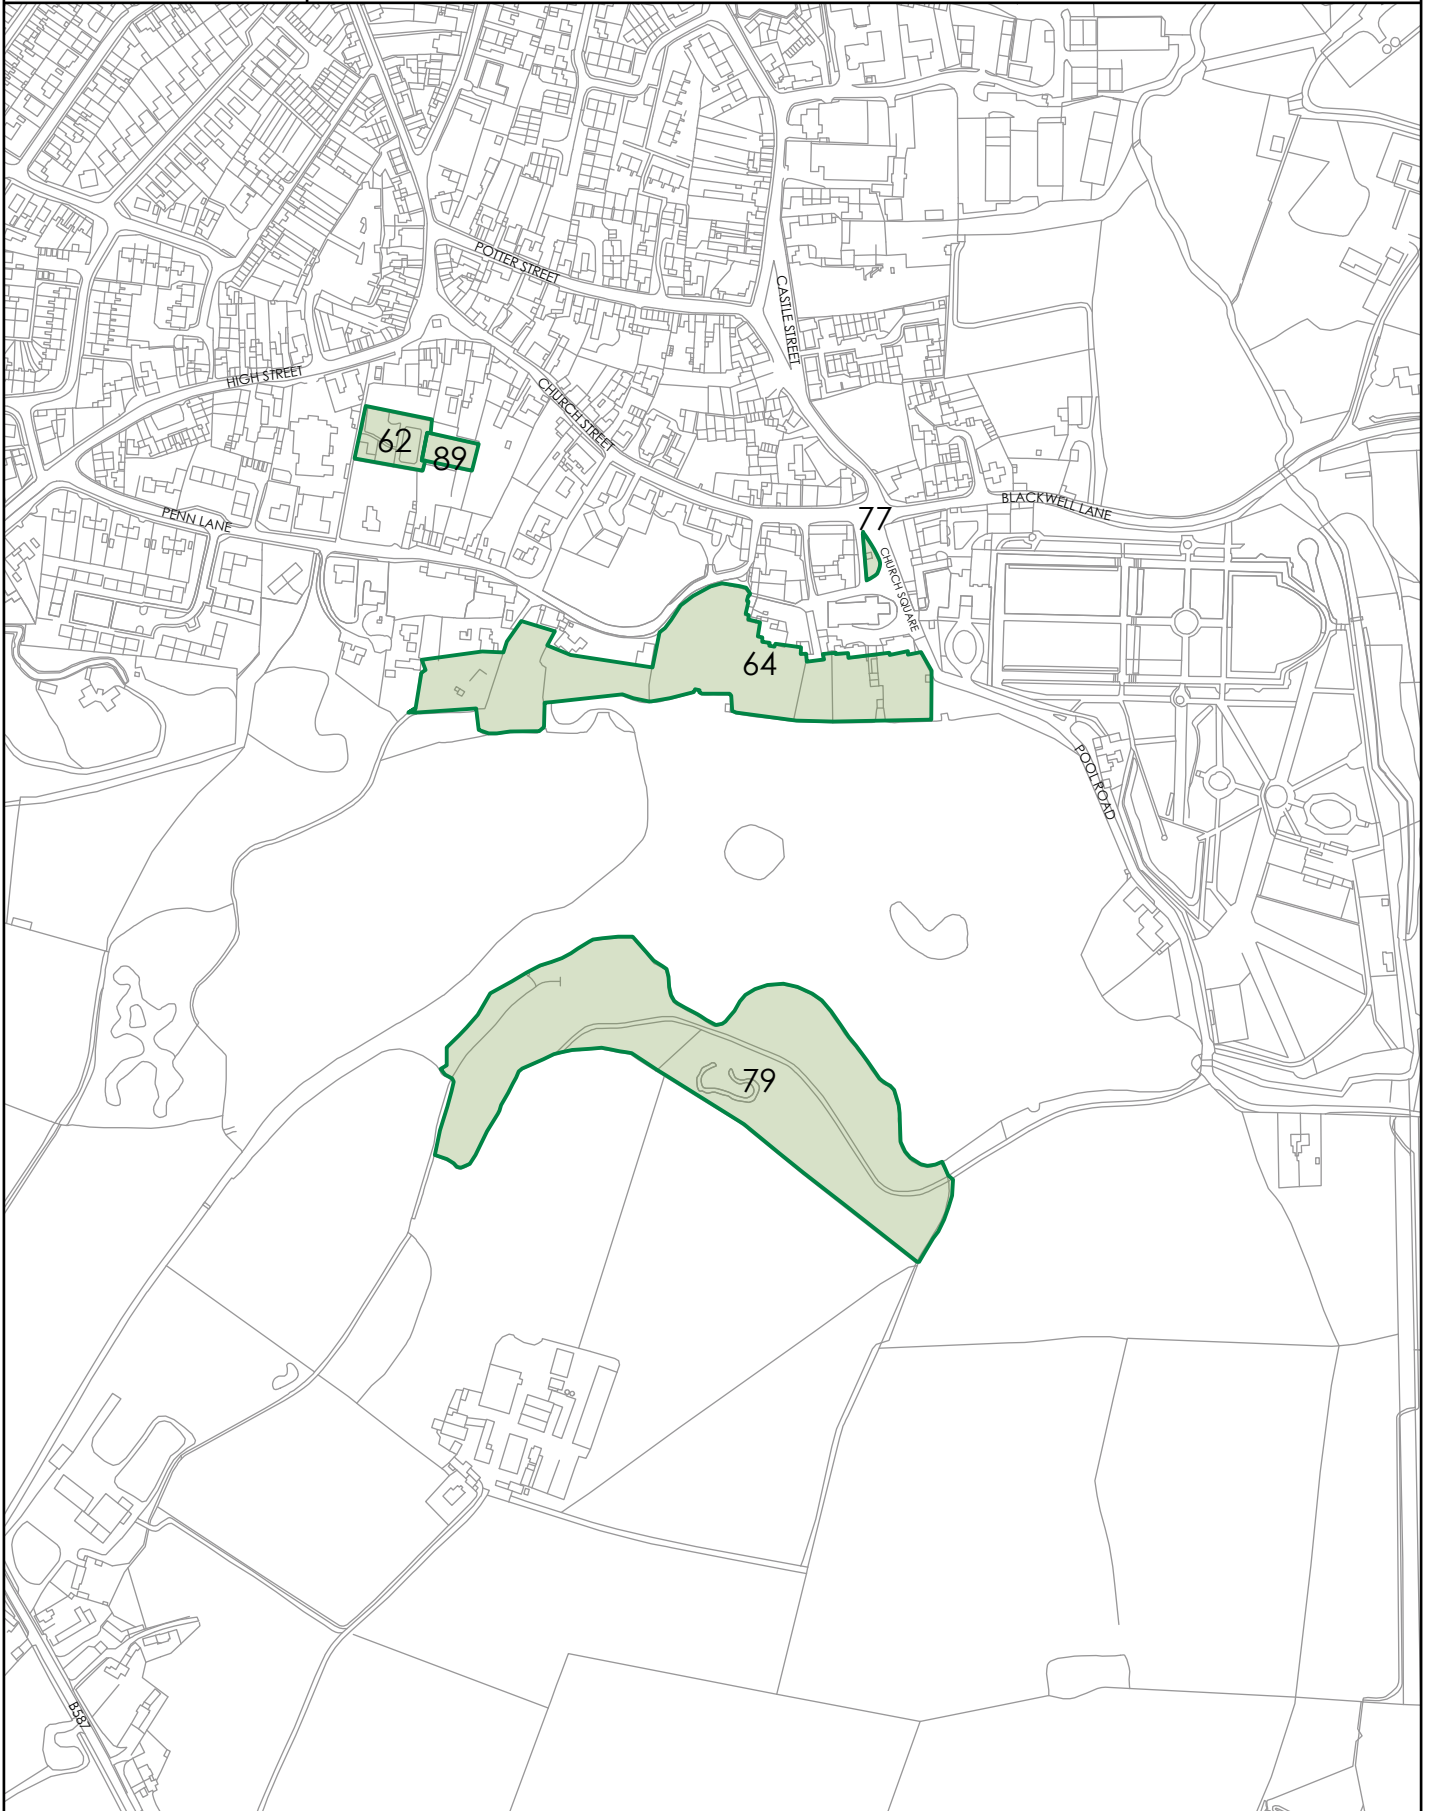 POTTER STREET
CASTLE STREET
HIGH STREET
CHURCH STREET
62
89
BLACKWELL LANE
PENN LANE
77
CHURCH SQUARE
64
POOL ROAD
79
B587